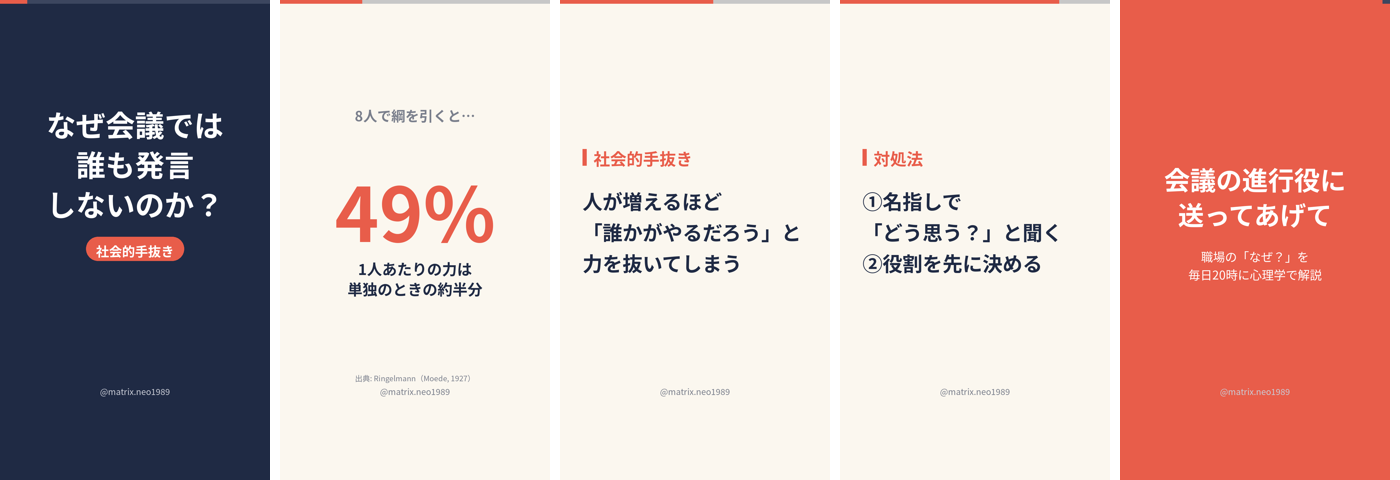 なぜ会議では
誰も発言
しないのか？
社会的手抜き
@matrix.neo1989
8人で綱を引くと…
49%
1人あたりの力は
単独のときの約半分
出典: Ringelmann（Moede, 1927）
@matrix.neo1989
社会的手抜き
人が増えるほど
「誰かがやるだろう」と
力を抜いてしまう
@matrix.neo1989
対処法
①名指しで
「どう思う？」と聞く
②役割を先に決める
@matrix.neo1989
会議の進行役に
送ってあげて
職場の「なぜ？」を
毎日20時に心理学で解説
@matrix.neo1989